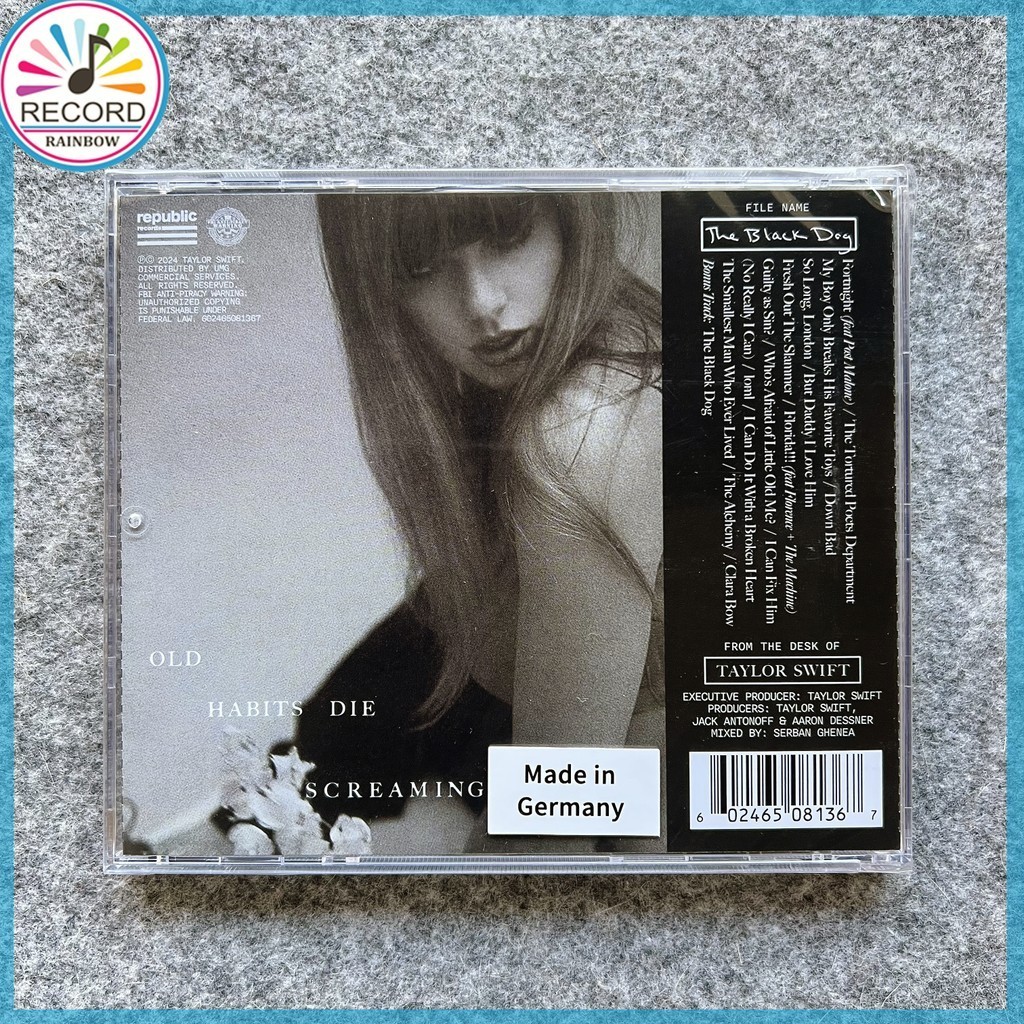 RECORD
RAINBOW
republic
records
℗© 2024 TAYLOR SWIFT,
DISTRIBUTED BY UMG
COMMERCIAL SERVICES.
ALL RIGHTS RESERVED.
FBI ANTI-PIRACY WARNING:
UNAUTHORIZED COPYING
IS PUNISHABLE UNDER
FEDERAL LAW. 602465081367
OLD
HABITS DIE
SCREAMING
Made in
Germany
FILE NAME
The Black Dog
Fortnight (feat Post Malone) / The Tortured Poets Department
My Boy Only Breaks His Favorite Toys / Down Bad
So Long, London / But Daddy I Love Him
Fresh Out The Slammer / Florida!!! (feat Florence + The Machine)
Guilty as Sin? / Who's Afraid of Little Old Me? / I Can Fix Him
(No Really I Can) / loml / I Can Do It With a Broken Heart
The Smallest Man Who Ever Lived / The Alchemy / Clara Bow
Bonus Track: The Black Dog
FROM THE DESK OF
TAYLOR SWIFT
EXECUTIVE PRODUCER: TAYLOR SWIFT
PRODUCERS: TAYLOR SWIFT,
JACK ANTONOFF & AARON DESSNER
MIXED BY: SERBAN GHENEA
6 02465 08136 7